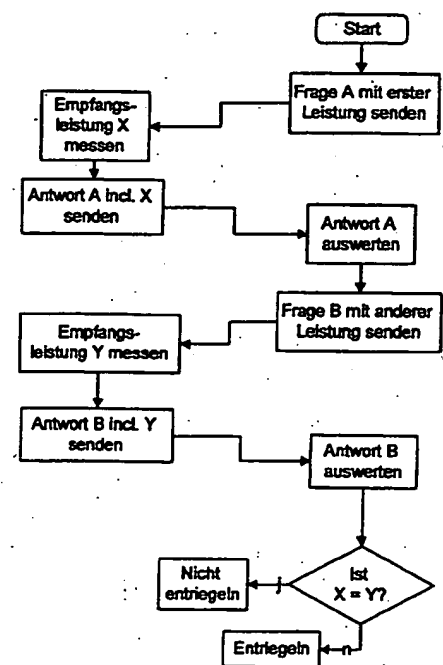 Start
Frage A mit erster
Leistung senden
Empfangs-
leistung X
messen
Antwort A incl. X
senden
Antwort A
auswerten
Frage B mit anderer
Leistung senden
Empfangs-
leistung Y messen
Antwort B incl. Y
senden
Antwort B
auswerten
Ist
X = Y?
j
Nicht
entriegeln
n
Entriegeln